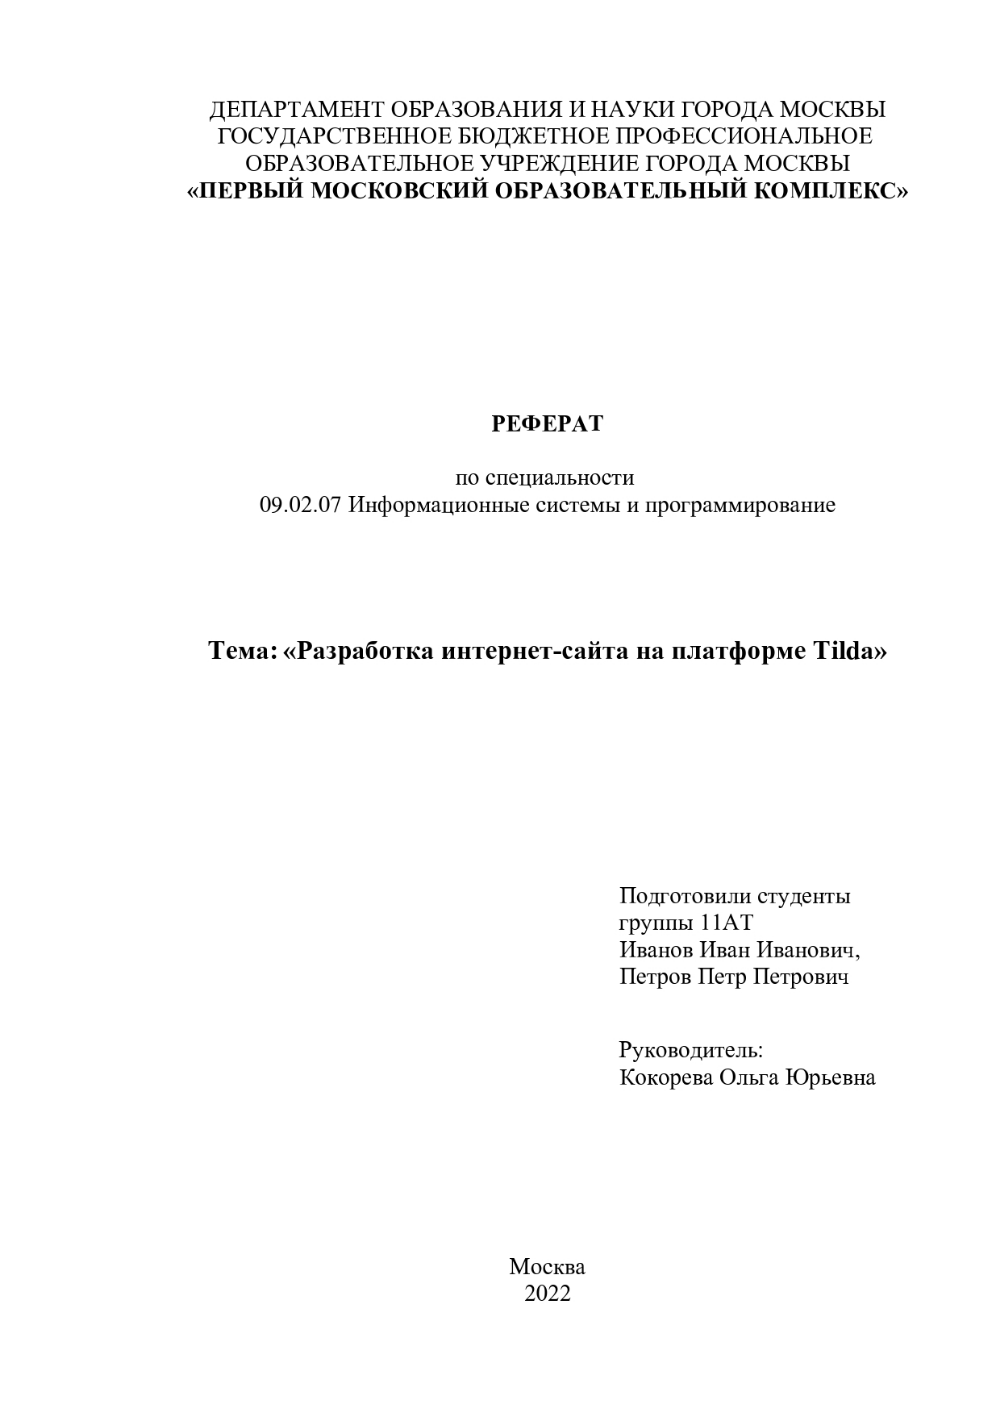 ДЕПАРТАМЕНТ ОБРАЗОВАНИЯ И НАУКИ ГОРОДА МОСКВЫ
ГОСУДАРСТВЕННОЕ БЮДЖЕТНОЕ ПРОФЕССИОНАЛЬНОЕ
ОБРАЗОВАТЕЛЬНОЕ УЧРЕЖДЕНИЕ ГОРОДА МОСКВЫ
«ПЕРВЫЙ МОСКОВСКИЙ ОБРАЗОВАТЕЛЬНЫЙ КОМПЛЕКС»
РЕФЕРАТ
по специальности
09.02.07 Информационные системы и программирование
Тема: «Разработка интернет-сайта на платформе Tilda»
Подготовили студенты
группы 11АТ
Иванов Иван Иванович,
Петров Петр Петрович
Руководитель:
Кокорева Ольга Юрьевна
Москва
2022